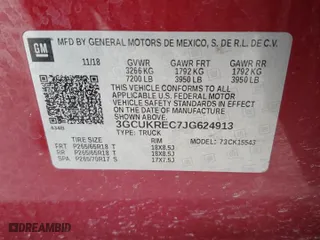 GM
MFD BY GENERAL MOTORS DE MEXICO, S. DE R.L. DE C.V.
11/18 GVWR GAWR FRT GAWR RR
3266 KG 1792 KG 1792 KG
7200 LB 3950 LB 3950 LB
THIS VEHICLE CONFORMS TO ALL APPLICABLE
U.S. FEDERAL MOTOR
VEHICLE SAFETY STANDARDS IN EFFECT ON
THE DATE OF MANUFACTURE SHOWN ABOVE.
3GCUKREC7JG624913
TYPE: TRUCK
TIRE SIZE RIM MODEL:
FRT P265/65R18 T 18X8.5J
RR P265/65R18 T 18X8.5J
SPA P265/70R17 S 17X7.5J